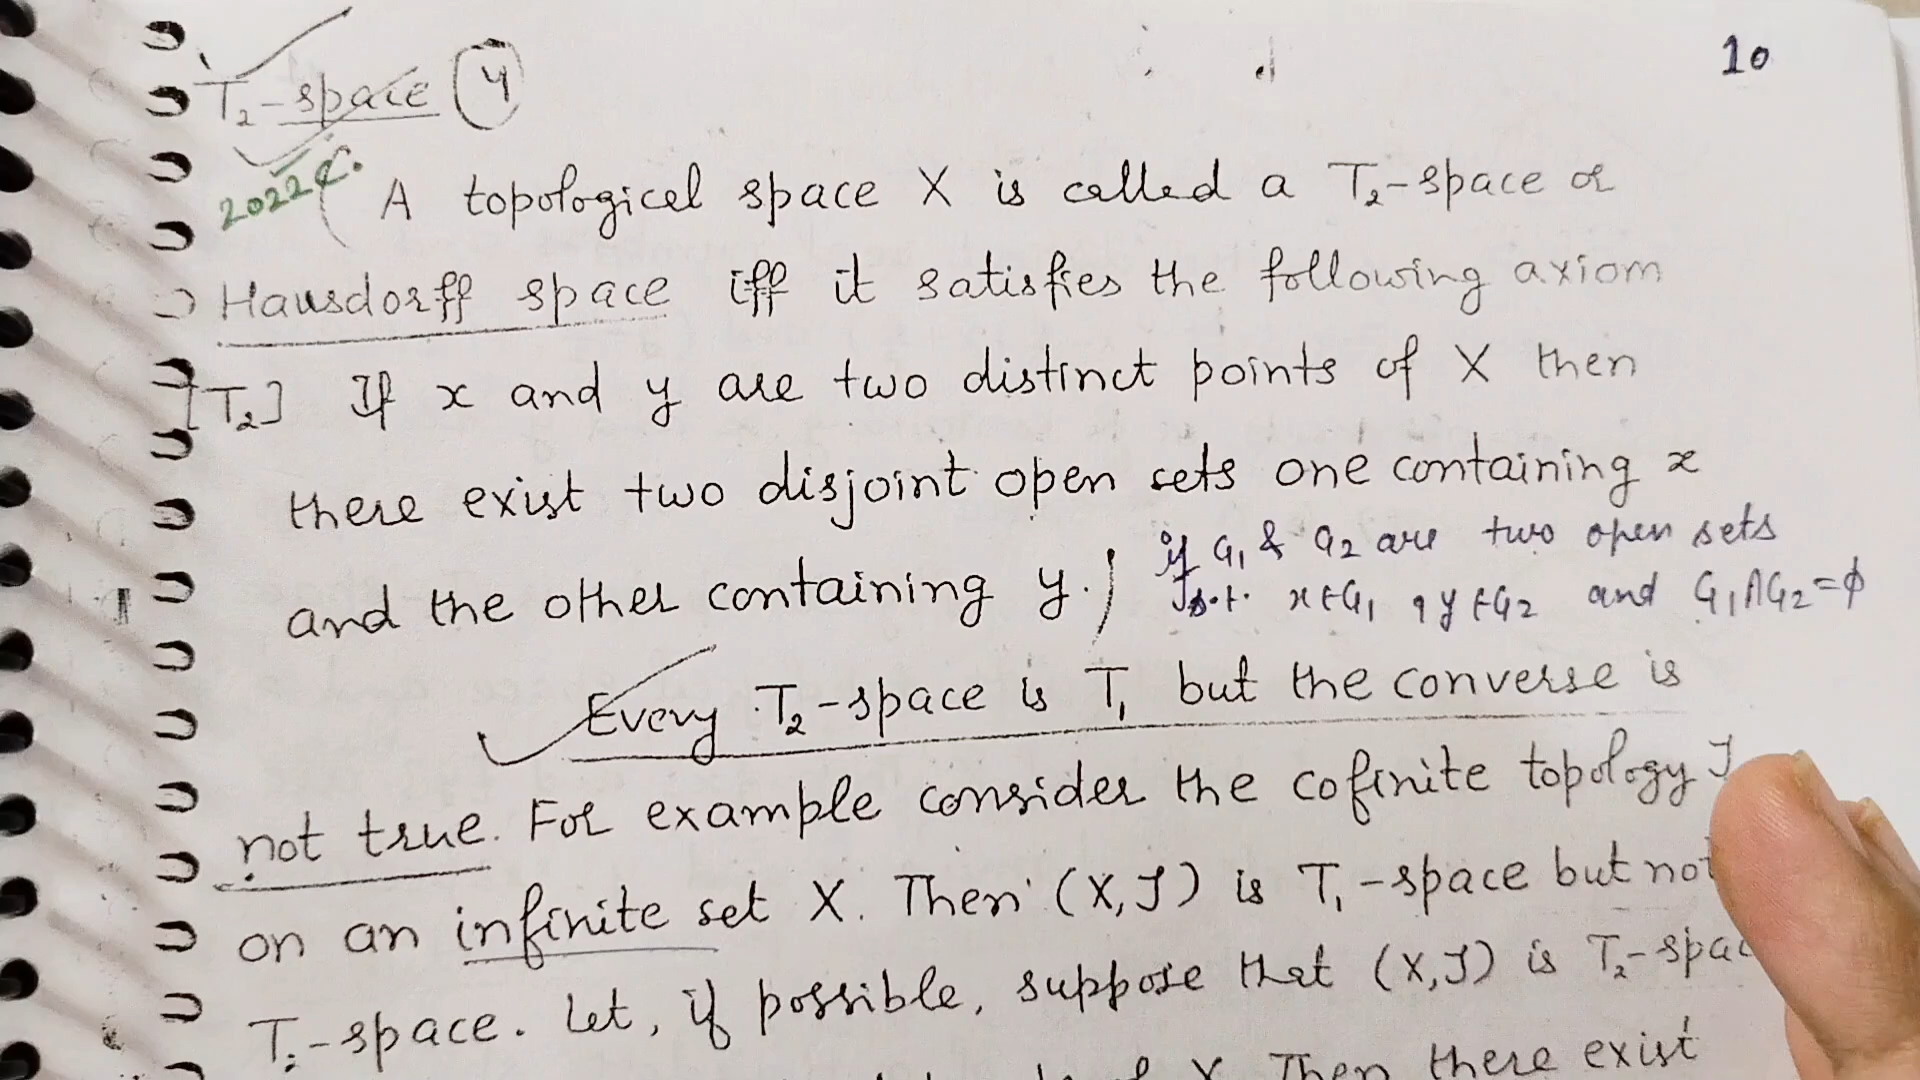 10
T₂-space 4
2022 C.
A topological space X is called a T₂-space or
Hausdorff space iff it satisfies the following axiom
[T₂] If x and y are two distinct points of X then
there exist two disjoint open sets one containing x
and the other containing y.)
if G₁ & G₂ are two open sets
s.t. x∈G₁, y∈G₂ and G₁∩G₂=ϕ
Every T₂-space is T₁ but the converse is
not true. For example consider the cofinite topology J
on an infinite set X. Then (X, J) is T₁-space but not
T₂-space. Let, if possible, suppose that (X,J) is T₂-spac
of X. Then there exist